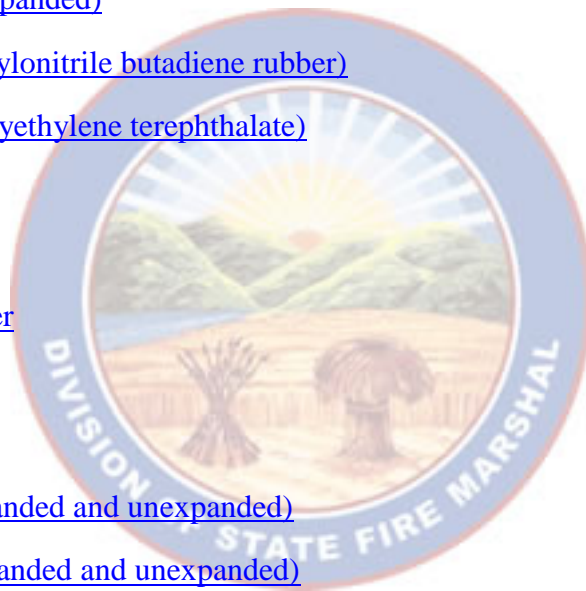 panded)
ylonitrile butadiene rubber)
yethylene terephthalate)
er
anded and unexpanded)
anded and unexpanded)
DIVISION OF STATE FIRE MARSHAL